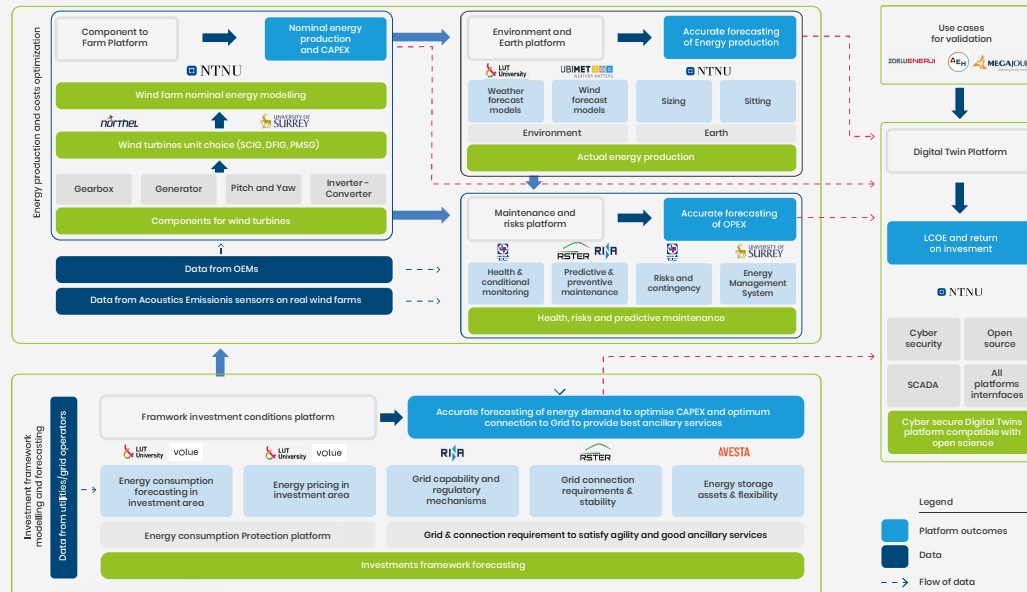 Energy production and costs optimization
Component to
Farm Platform
Nominal energy
production
and CAPEX
NTNU
Wind farm nominal energy modelling
nörthel
UNIVERSITY OF
SURREY
Wind turbines unit choice (SCIG, DFIG, PMSG)
Gearbox
Generator
Pitch and Yaw
Inverter -
Converter
Components for wind turbines
Data from OEMs
Data from Acoustics Emissionis sensorrs on real wind farms
Environment and
Earth platform
Accurate forecasting
of Energy production
LUT
University
UBIMET
WEATHER MATTERS
NTNU
Weather
forecast
models
Wind
forecast
models
Sizing
Sitting
Environment
Earth
Actual energy production
Maintenance and
risks platform
Accurate forecasting
of OPEX
RSTER
UNIVERSITY OF
SURREY
Health &
conditional
monitoring
Predictive &
preventive
maintenance
Risks and
contingency
Energy
Management
System
Health, risks and predictive maintenance
Use cases
for validation
ZORLUENERJi
AEH
MEGAJOUL
Digital Twin Platform
LCOE and return
on invesment
NTNU
Cyber
security
Open
source
SCADA
All
platforms
internfaces
Cyber secure Digital Twins
platform compatible with
open science
Investment framework
modelling and forecasting
Data from utilities/grid operators
Framwork investment conditions platform
Accurate forecasting of energy demand to optimise CAPEX and optimum
connection to Grid to provide best ancillary services
LUT
University
volue
LUT
University
volue
RSTER
AVESTA
Energy consumption
forecasting in
investment area
Energy pricing in
investment area
Grid capability and
regulatory
mechanisms
Grid connection
requirements &
stability
Energy storage
assets & flexibility
Energy consumption Protection platform
Grid & connection requirement to satisfy agility and good ancillary services
Investments framework forecasting
Legend
Platform outcomes
Data
Flow of data